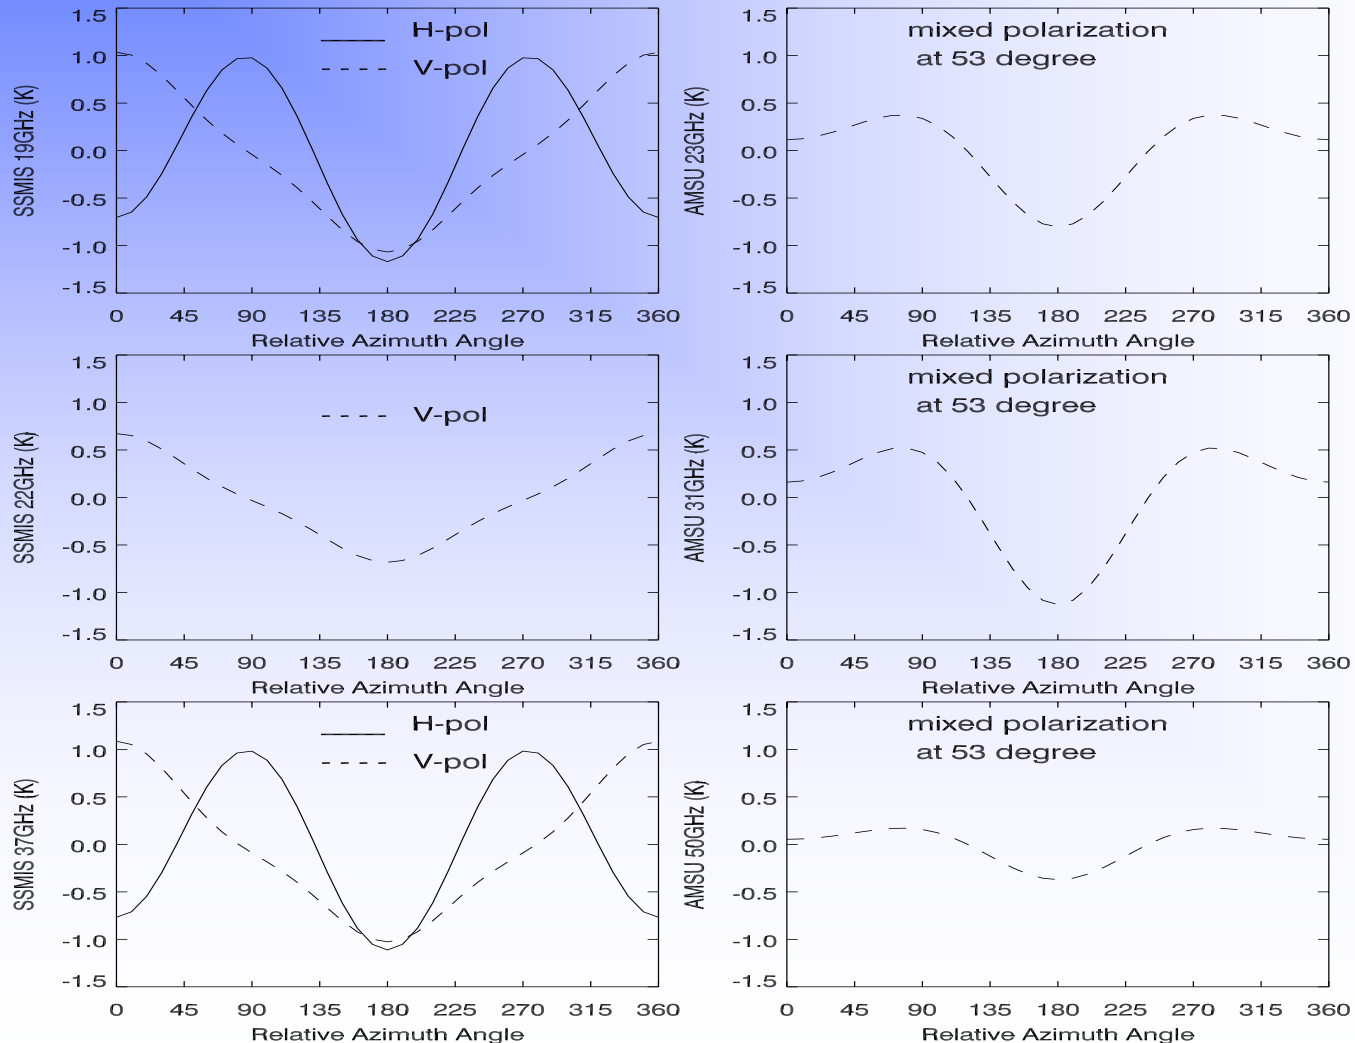 SSMIS 19GHz (K)
1.5
1.0
0.5
0.0
-0.5
-1.0
-1.5
H-pol
V-pol
0 45 90 135 180 225 270 315 360
Relative Azimuth Angle
AMSU 23GHz (K)
1.5
1.0
0.5
0.0
-0.5
-1.0
-1.5
mixed polarization
at 53 degree
0 45 90 135 180 225 270 315 360
Relative Azimuth Angle
SSMIS 22GHz (K)
1.5
1.0
0.5
0.0
-0.5
-1.0
-1.5
V-pol
0 45 90 135 180 225 270 315 360
Relative Azimuth Angle
AMSU 31GHz (K)
1.5
1.0
0.5
0.0
-0.5
-1.0
-1.5
mixed polarization
at 53 degree
0 45 90 135 180 225 270 315 360
Relative Azimuth Angle
SSMIS 37GHz (K)
1.5
1.0
0.5
0.0
-0.5
-1.0
-1.5
H-pol
V-pol
0 45 90 135 180 225 270 315 360
Relative Azimuth Angle
AMSU 50GHz (K)
1.5
1.0
0.5
0.0
-0.5
-1.0
-1.5
mixed polarization
at 53 degree
0 45 90 135 180 225 270 315 360
Relative Azimuth Angle